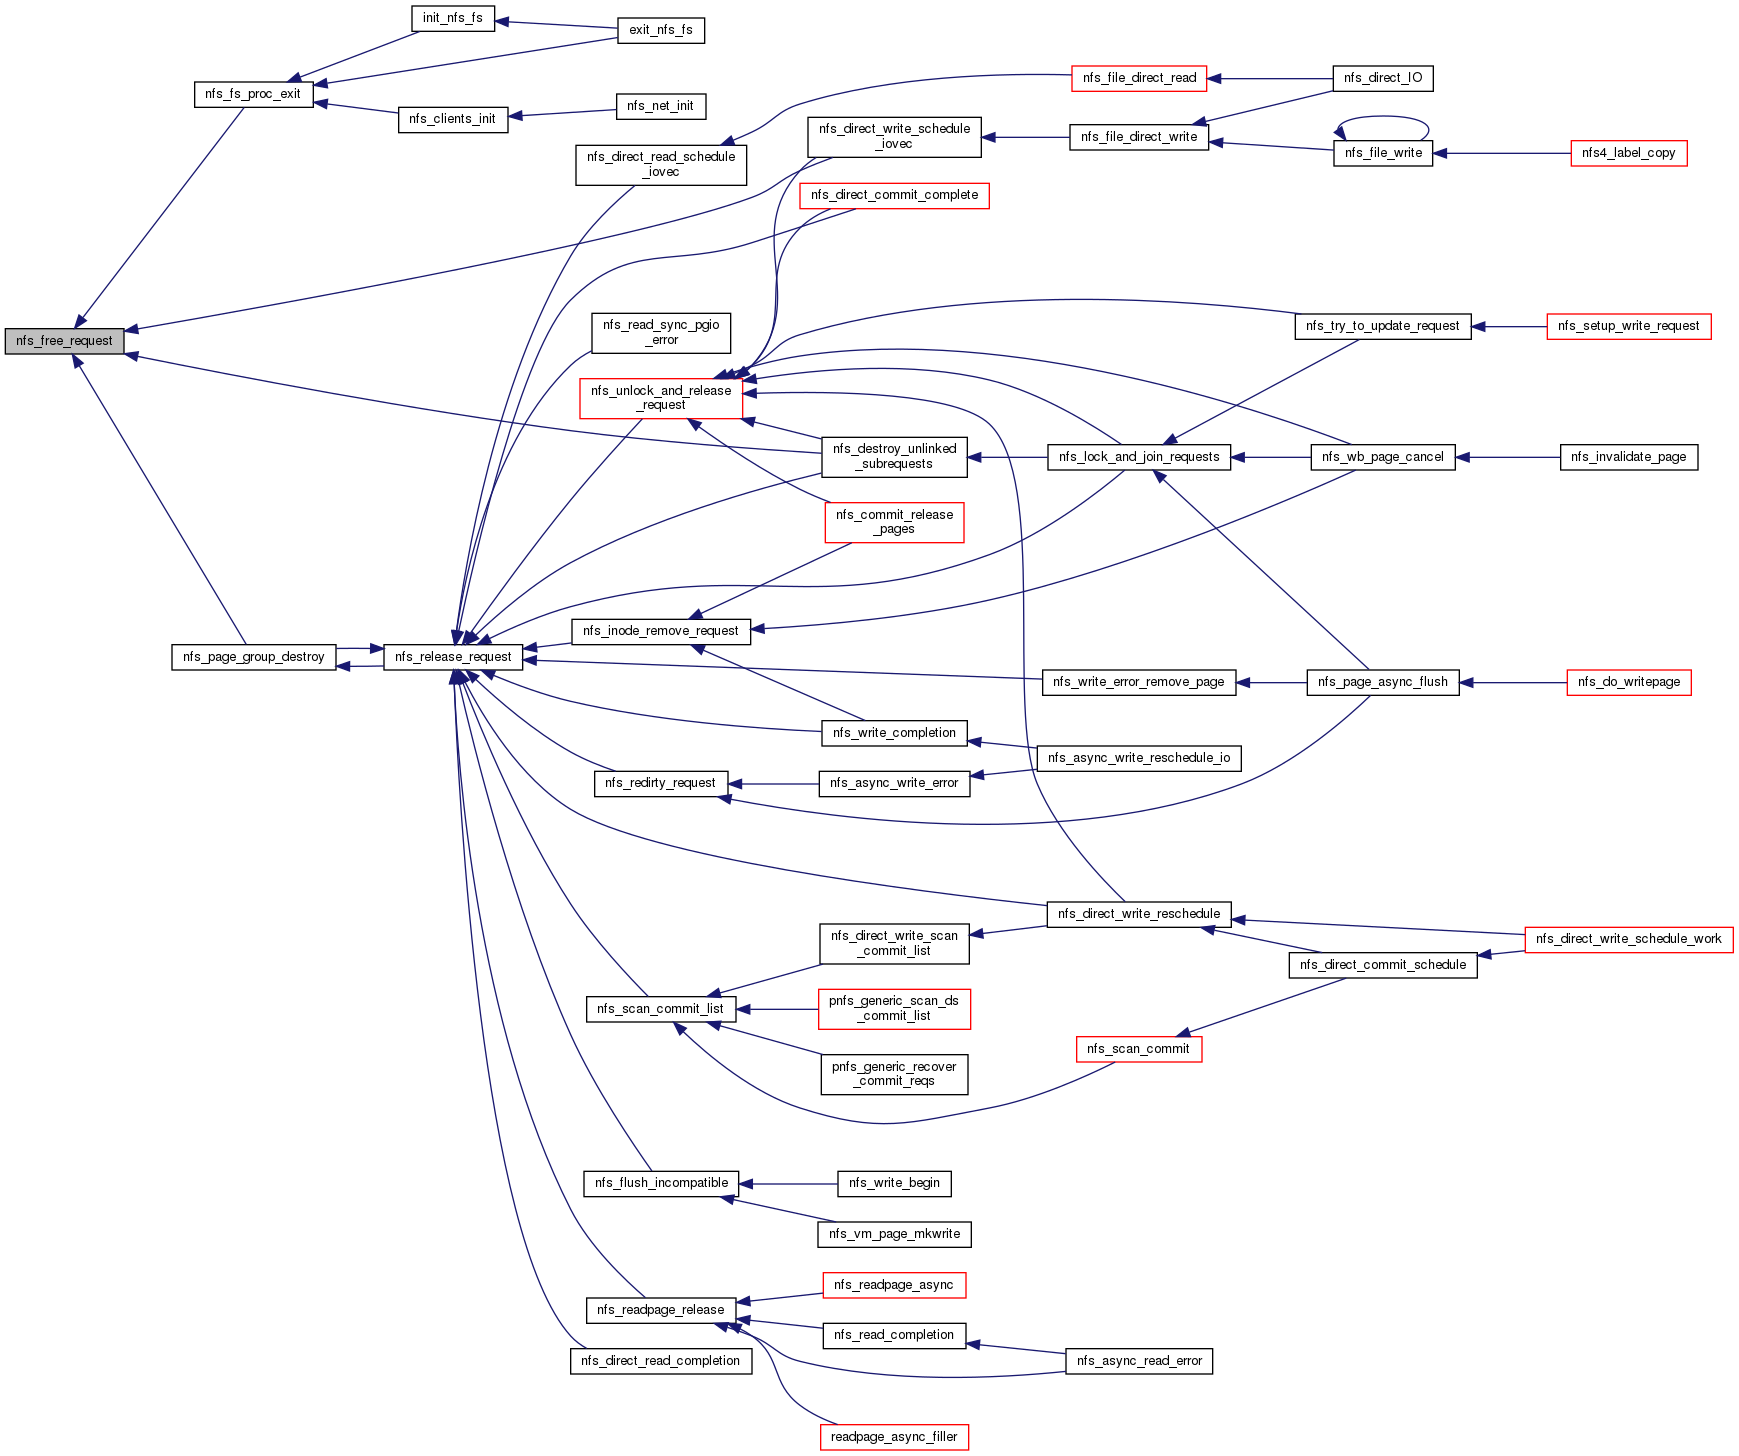 init_nfs_fs
exit_nfs_fs
nfs_fs_proc_exit
nfs_clients_init
nfs_net_init
nfs_file_direct_read
nfs_direct_IO
nfs_direct_write_schedule
_iovec
nfs_file_direct_write
nfs_file_write
nfs4_label_copy
nfs_direct_read_schedule
_iovec
nfs_direct_commit_complete
nfs_free_request
nfs_read_sync_pgio
_error
nfs_try_to_update_request
nfs_setup_write_request
nfs_unlock_and_release
_request
nfs_destroy_unlinked
_subrequests
nfs_lock_and_join_requests
nfs_wb_page_cancel
nfs_invalidate_page
nfs_commit_release
_pages
nfs_inode_remove_request
nfs_page_group_destroy
nfs_release_request
nfs_write_error_remove_page
nfs_page_async_flush
nfs_do_writepage
nfs_write_completion
nfs_async_write_reschedule_io
nfs_redirty_request
nfs_async_write_error
nfs_direct_write_reschedule
nfs_direct_write_scan
_commit_list
nfs_direct_write_schedule_work
nfs_direct_commit_schedule
nfs_scan_commit_list
pnfs_generic_scan_ds
_commit_list
nfs_scan_commit
pnfs_generic_recover
_commit_reqs
nfs_flush_incompatible
nfs_write_begin
nfs_vm_page_mkwrite
nfs_readpage_async
nfs_readpage_release
nfs_read_completion
nfs_direct_read_completion
nfs_async_read_error
readpage_async_filler